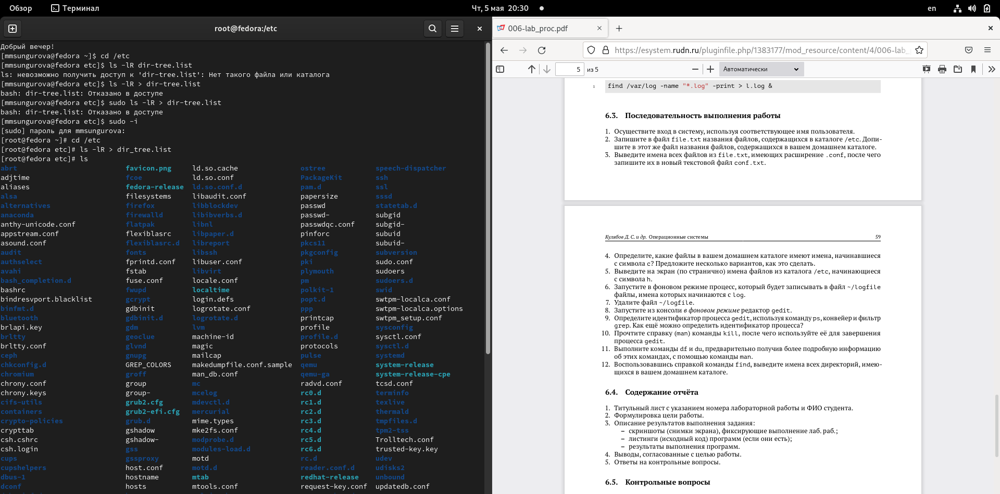 Обзор
Терминал
Чт, 5 мая 20:30
en
root@fedora:/etc
Добрый вечер!
[mmsungurova@fedora ~]$ cd /etc
[mmsungurova@fedora etc]$ ls -lR dir-tree.list
ls: невозможно получить доступ к 'dir-tree.list': Нет такого файла или каталога
[mmsungurova@fedora etc]$ ls -lR > dir-tree.list
bash: dir-tree.list: Отказано в доступе
[mmsungurova@fedora etc]$ sudo ls -lR > dir-tree.list
bash: dir-tree.list: Отказано в доступе
[mmsungurova@fedora etc]$ sudo -i
[sudo] пароль для mmsungurova:
[root@fedora ~]# cd /etc
[root@fedora etc]# ls -lR > dir_tree.list
[root@fedora etc]# ls
abrt favicon.png ld.so.cache ostree speech-dispatcher
adjtime fcoe ld.so.conf PackageKit ssh
aliases fedora-release ld.so.conf.d pam.d ssl
alsa filesystems libaudit.conf papersize sssd
alternatives firefox libblockdev passwd statetab.d
anaconda firewalld libibverbs.d passwd- subgid
anthy-unicode.conf flatpak libnl passwdqc.conf subgid-
appstream.conf flexiblasrc libpaper.d pinforc subuid
asound.conf flexiblasrc.d libreport pkcs11 subuid-
audit fonts libssh pkgconfig subversion
authselect fprintd.conf libuser.conf pki sudo.conf
avahi fstab libvirt plymouth sudoers
bash_completion.d fuse.conf locale.conf pm sudoers.d
bashrc fwupd localtime polkit-1 swid
bindresvport.blacklist gcrypt login.defs popt.d swtpm-localca.conf
binfmt.d gdbinit logrotate.conf ppp swtpm-localca.options
bluetooth gdbinit.d logrotate.d printcap swtpm_setup.conf
brlapi.key gdm lvm profile sysconfig
brltty geoclue machine-id profile.d sysctl.conf
brltty.conf glvnd magic protocols sysctl.d
ceph gnupg mailcap pulse systemd
chkconfig.d GREP_COLORS makedumpfile.conf.sample qemu system-release
chromium groff man_db.conf qemu-ga system-release-cpe
chrony.conf group mc radvd.conf tcsd.conf
chrony.keys group- mcelog rc0.d terminfo
cifs-utils grub2.cfg mdevctl.d rc1.d texlive
containers grub2-efi.cfg mercurial rc2.d thermald
crypto-policies grub.d mime.types rc3.d tmpfiles.d
crypttab gshadow mke2fs.conf rc4.d tpm2-tss
csh.cshrc gshadow- modprobe.d rc5.d Trolltech.conf
csh.login gss modules-load.d rc6.d trusted-key.key
cups gssproxy motd rc.d udev
cupshelpers host.conf motd.d reader.conf.d udisks2
dbus-1 hostname mtab redhat-release unbound
dconf hosts mtools.conf request-key.conf updatedb.conf
006-lab_proc.pdf
https://esystem.rudn.ru/pluginfile.php/1383177/mod_resource/content/4/006-lab_
5 из 5
Автоматически
1 find /var/log -name "*.log" -print > l.log &
6.3. Последовательность выполнения работы
1. Осуществите вход в систему, используя соответствующее имя пользователя.
2. Запишите в файл file.txt названия файлов, содержащихся в каталоге /etc. Допи-
шите в этот же файл названия файлов, содержащихся в вашем домашнем каталоге.
3. Выведите имена всех файлов из file.txt, имеющих расширение .conf, после чего
запишите их в новый текстовой файл conf.txt.
Кулябов Д. С. и др. Операционные системы 59
4. Определите, какие файлы в вашем домашнем каталоге имеют имена, начинавшиеся
с символа c? Предложите несколько вариантов, как это сделать.
5. Выведите на экран (по странично) имена файлов из каталога /etc, начинающиеся
с символа h.
6. Запустите в фоновом режиме процесс, который будет записывать в файл ~/logfile
файлы, имена которых начинаются с log.
7. Удалите файл ~/logfile.
8. Запустите из консоли в фоновом режиме редактор gedit.
9. Определите идентификатор процесса gedit, используя команду ps, конвейер и фильтр
grep. Как ещё можно определить идентификатор процесса?
10. Прочтите справку (man) команды kill, после чего используйте её для завершения
процесса gedit.
11. Выполните команды df и du, предварительно получив более подробную информацию
об этих командах, с помощью команды man.
12. Воспользовавшись справкой команды find, выведите имена всех директорий, имею-
щихся в вашем домашнем каталоге.
6.4. Содержание отчёта
1. Титульный лист с указанием номера лабораторной работы и ФИО студента.
2. Формулировка цели работы.
3. Описание результатов выполнения задания:
– скриншоты (снимки экрана), фиксирующие выполнение лаб. раб.;
– листинги (исходный код) программ (если они есть);
– результаты выполнения программ.
4. Выводы, согласованные с целью работы.
5. Ответы на контрольные вопросы.
6.5. Контрольные вопросы